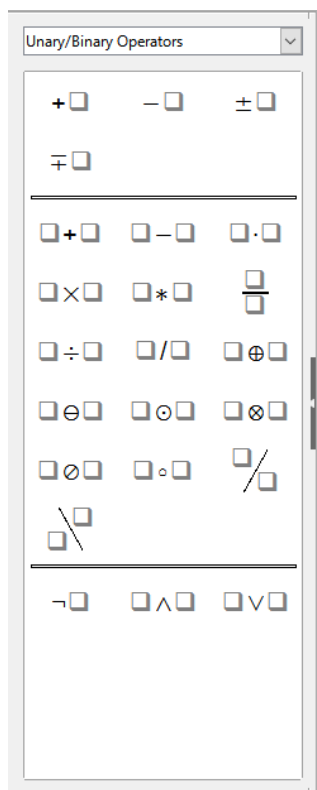 Unary/Binary Operators
+❑ −❑ ±❑
∓❑
❑+❑ ❑−❑ ❑·❑
❑×❑ ❑∗❑ ❑/❑
❑÷❑ ❑/❑ ❑⊕❑
❑⊖❑ ❑⊙❑ ❑⊗❑
❑⊘❑ ❑∘❑ ❑∕❑
❑∖❑
¬❑ ❑∧❑ ❑∨❑